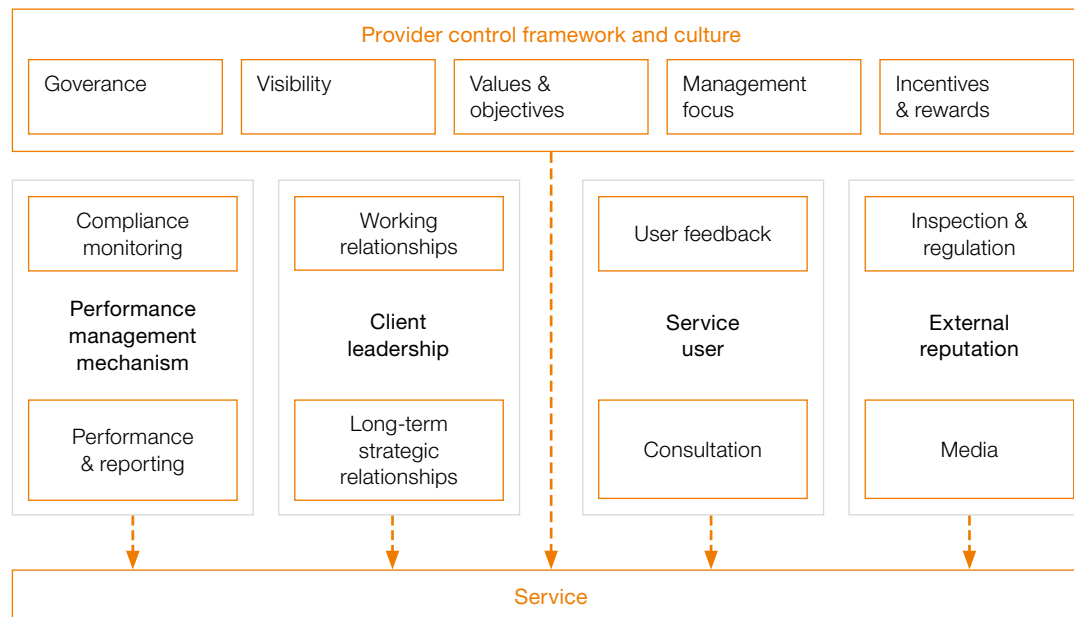 Provider control framework and culture
Goverance
Visibility
Values &
objectives
Management
focus
Incentives
& rewards
Compliance
monitoring
Performance
management
mechanism
Performance
& reporting
Working
relationships
Client
leadership
Long-term
strategic
relationships
User feedback
Service
user
Consultation
Inspection &
regulation
External
reputation
Media
Service